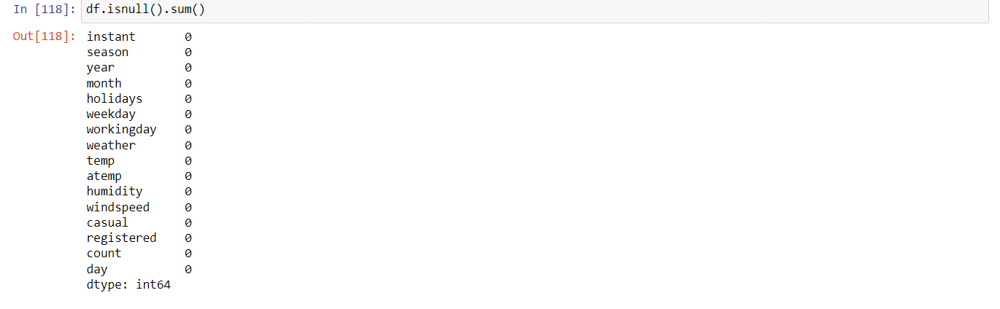 In [118]: df.isnull().sum()
Out[118]: instant 0
season 0
year 0
month 0
holidays 0
weekday 0
workingday 0
weather 0
temp 0
atemp 0
humidity 0
windspeed 0
casual 0
registered 0
count 0
day 0
dtype: int64